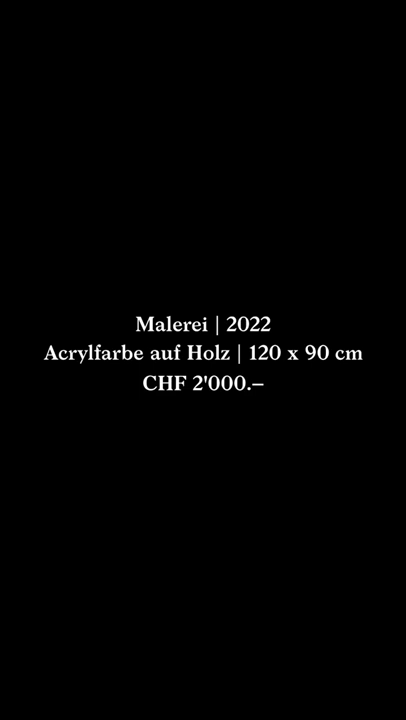 Malerei | 2022
Acrylfarbe auf Holz | 120 x 90 cm
CHF 2'000.–